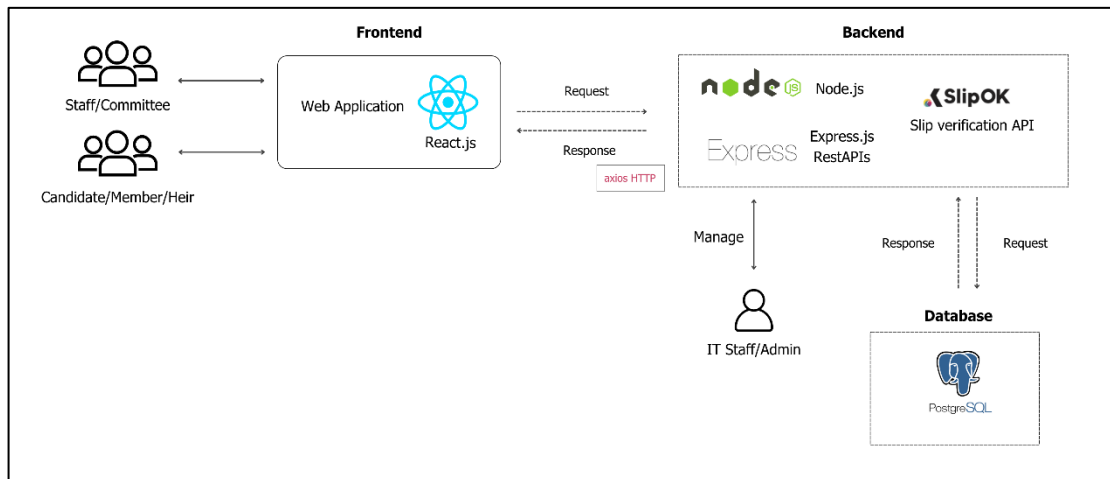 Frontend
Backend
Staff/Committee
Candidate/Member/Heir
Web Application
React.js
Request
Response
axios HTTP
node JS
Node.js
Express
Express.js
RestAPIs
SlipOK
Slip verification API
Manage
IT Staff/Admin
Response
Request
Database
PostgreSQL